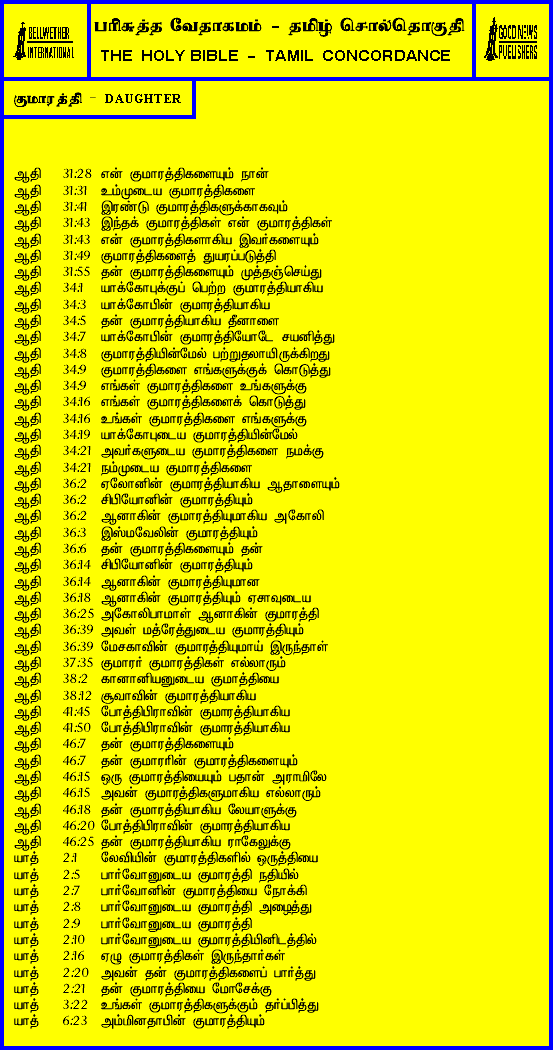 BELLWETHER
INTERNATIONAL
பரிசுத்த வேதாகமம் - தமிழ் சொல்தொகுதி
THE HOLY BIBLE - TAMIL CONCORDANCE
GOOD NEWS
PUBLISHERS
குமாரத்தி - DAUGHTER
ஆதி 31:28 என் குமாரத்திகளையும் நான்
ஆதி 31:31 உம்முடைய குமாரத்திகளை
ஆதி 31:41 இரண்டு குமாரத்திகளுக்காகவும்
ஆதி 31:43 இந்தக் குமாரத்திகள் என் குமாரத்திகள்
ஆதி 31:43 என் குமாரத்திகளாகிய இவர்களையும்
ஆதி 31:49 குமாரத்திகளைத் துயரப்படுத்தி
ஆதி 31:55 தன் குமாரத்திகளையும் முத்தஞ்செய்து
ஆதி 34:1 யாக்கோபுக்குப் பெற்ற குமாரத்தியாகிய
ஆதி 34:3 யாக்கோபின் குமாரத்தியாகிய
ஆதி 34:5 தன் குமாரத்தியாகிய தீனாளை
ஆதி 34:7 யாக்கோபின் குமாரத்தியோடே சயனித்து
ஆதி 34:8 குமாரத்தியின்மேல் பற்றுதலாயிருக்கிறது
ஆதி 34:9 குமாரத்திகளை எங்களுக்குக் கொடுத்து
ஆதி 34:9 எங்கள் குமாரத்திகளை உங்களுக்கு
ஆதி 34:16 எங்கள் குமாரத்திகளைக் கொடுத்து
ஆதி 34:16 உங்கள் குமாரத்திகளை எங்களுக்கு
ஆதி 34:19 யாக்கோபுடைய குமாரத்தியின்மேல்
ஆதி 34:21 அவர்களுடைய குமாரத்திகளை நமக்கு
ஆதி 34:21 நம்முடைய குமாரத்திகளை
ஆதி 36:2 ஏலோனின் குமாரத்தியாகிய ஆதாளையும்
ஆதி 36:2 சிபியோனின் குமாரத்தியும்
ஆதி 36:2 ஆனாகின் குமாரத்தியுமாகிய அகோலி
ஆதி 36:3 இஸ்மவேலின் குமாரத்தியும்
ஆதி 36:6 தன் குமாரத்திகளையும் தன்
ஆதி 36:14 சிபியோனின் குமாரத்தியும்
ஆதி 36:14 ஆனாகின் குமாரத்தியுமான
ஆதி 36:18 ஆனாகின் குமாரத்தியும் ஏசாவுடைய
ஆதி 36:25 அகோலிபாமாள் ஆனாகின் குமாரத்தி
ஆதி 36:39 அவள் மத்ரேத்துடைய குமாரத்தியும்
ஆதி 36:39 மேசகாவின் குமாரத்தியுமாய் இருந்தாள்
ஆதி 37:35 குமாரர் குமாரத்திகள் எல்லாரும்
ஆதி 38:2 கானானியனுடைய குமாத்தியை
ஆதி 38:12 சூவாவின் குமாரத்தியாகிய
ஆதி 41:45 போத்திபிராவின் குமாரத்தியாகிய
ஆதி 41:50 போத்திபிராவின் குமாரத்தியாகிய
ஆதி 46:7 தன் குமாரத்திகளையும்
ஆதி 46:7 தன் குமாரரின் குமாரத்திகளையும்
ஆதி 46:15 ஒரு குமாரத்தியையும் பதான் அராமிலே
ஆதி 46:15 அவன் குமாரத்திகளுமாகிய எல்லாரும்
ஆதி 46:18 தன் குமாரத்தியாகிய லேயாளுக்கு
ஆதி 46:20 போத்திபிராவின் குமாரத்தியாகிய
ஆதி 46:25 தன் குமாரத்தியாகிய ராகேலுக்கு
யாத் 2:1 லேவியின் குமாரத்திகளில் ஒருத்தியை
யாத் 2:5 பார்வோனுடைய குமாரத்தி நதியில்
யாத் 2:7 பார்வோனின் குமாரத்தியை நோக்கி
யாத் 2:8 பார்வோனுடைய குமாரத்தி அழைத்து
யாத் 2:9 பார்வோனுடைய குமாரத்தி
யாத் 2:10 பார்வோனுடைய குமாரத்தியினிடத்தில்
யாத் 2:16 ஏழு குமாரத்திகள் இருந்தார்கள்
யாத் 2:20 அவன் தன் குமாரத்திகளைப் பார்த்து
யாத் 2:21 தன் குமாரத்தியை மோசேக்கு
யாத் 3:22 உங்கள் குமாரத்திகளுக்கும் தரிப்பித்து
யாத் 6:23 அம்மினதாபின் குமாரத்தியும்